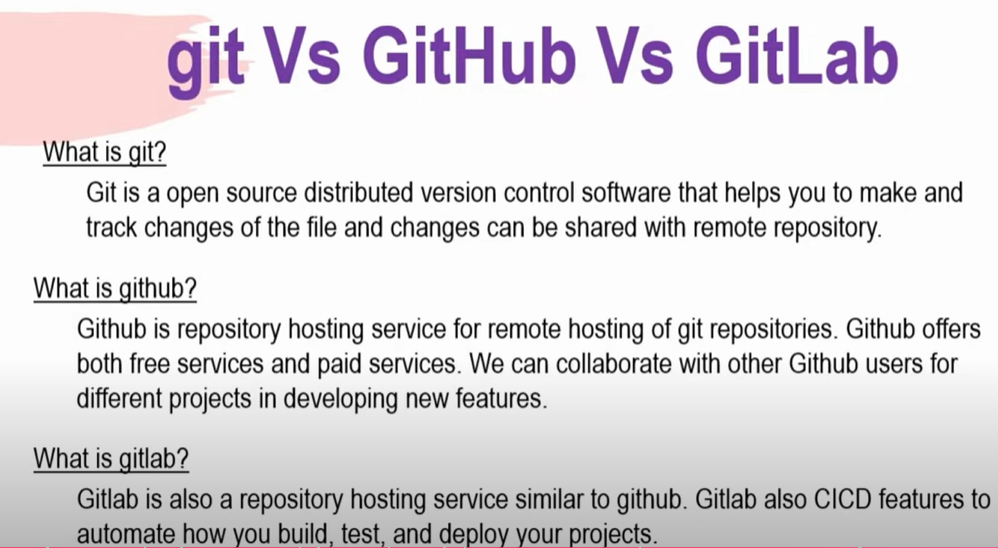 git Vs GitHub Vs GitLab
What is git?
Git is a open source distributed version control software that helps you to make and
track changes of the file and changes can be shared with remote repository.
What is github?
Github is repository hosting service for remote hosting of git repositories. Github offers
both free services and paid services. We can collaborate with other Github users for
different projects in developing new features.
What is gitlab?
Gitlab is also a repository hosting service similar to github. Gitlab also CICD features to
automate how you build, test, and deploy your projects.